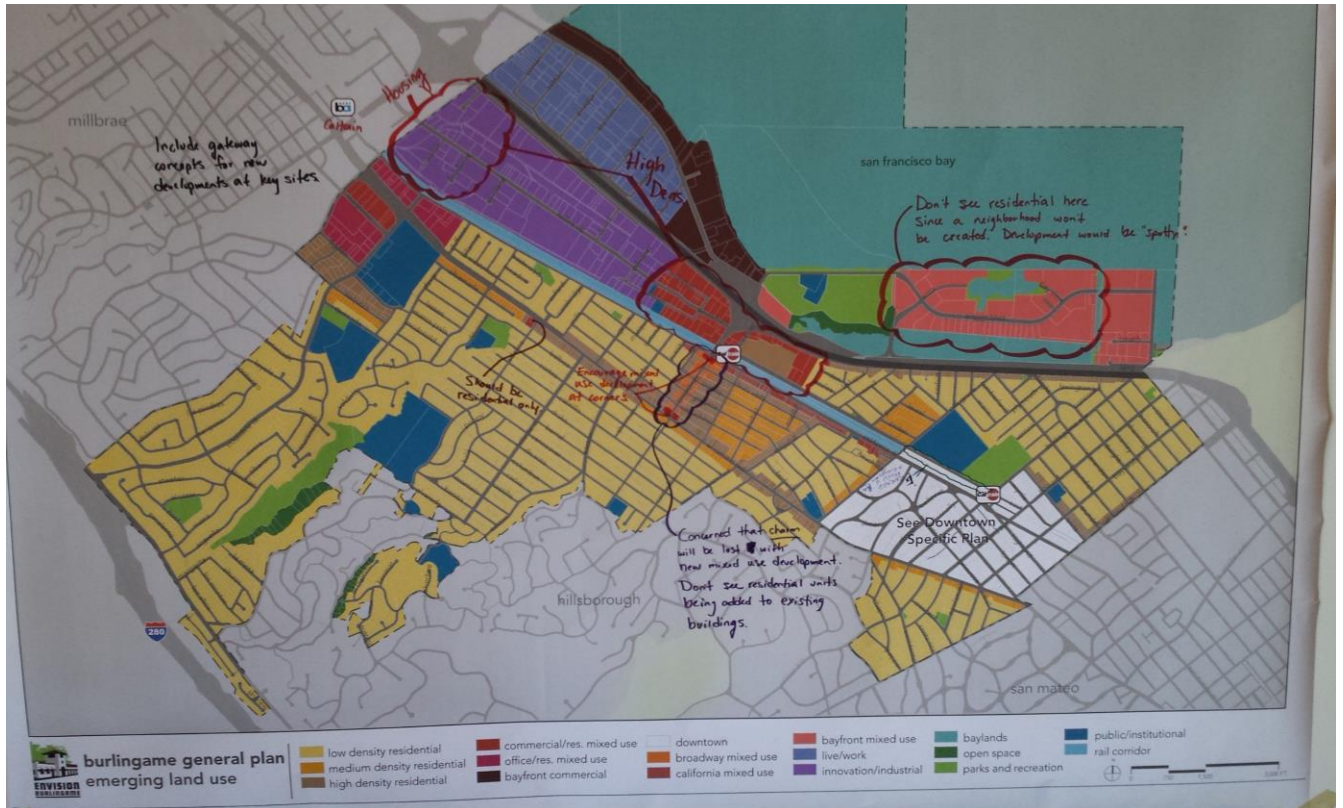 millbrae
bart
Caltrain
Housing
Include gateway
concepts for new
developments at key sites
High
Dens.
san francisco bay
Don't see residential here
since a neighborhood won't
be created. Development would be "spotty".
Should be
residential only
Encourage mixed
use development
at corners
Concerned that charm
will be lost with
new mixed use development.
Don't see residential units
being added to existing
buildings.
See Downtown
Specific Plan
hillsborough
280
san mateo
ENVISION
BURLINGAME
burlingame general plan
emerging land use
low density residential
medium density residential
high density residential
commercial/res. mixed use
office/res. mixed use
bayfront commercial
downtown
broadway mixed use
california mixed use
bayfront mixed use
live/work
innovation/industrial
baylands
open space
parks and recreation
public/institutional
rail corridor